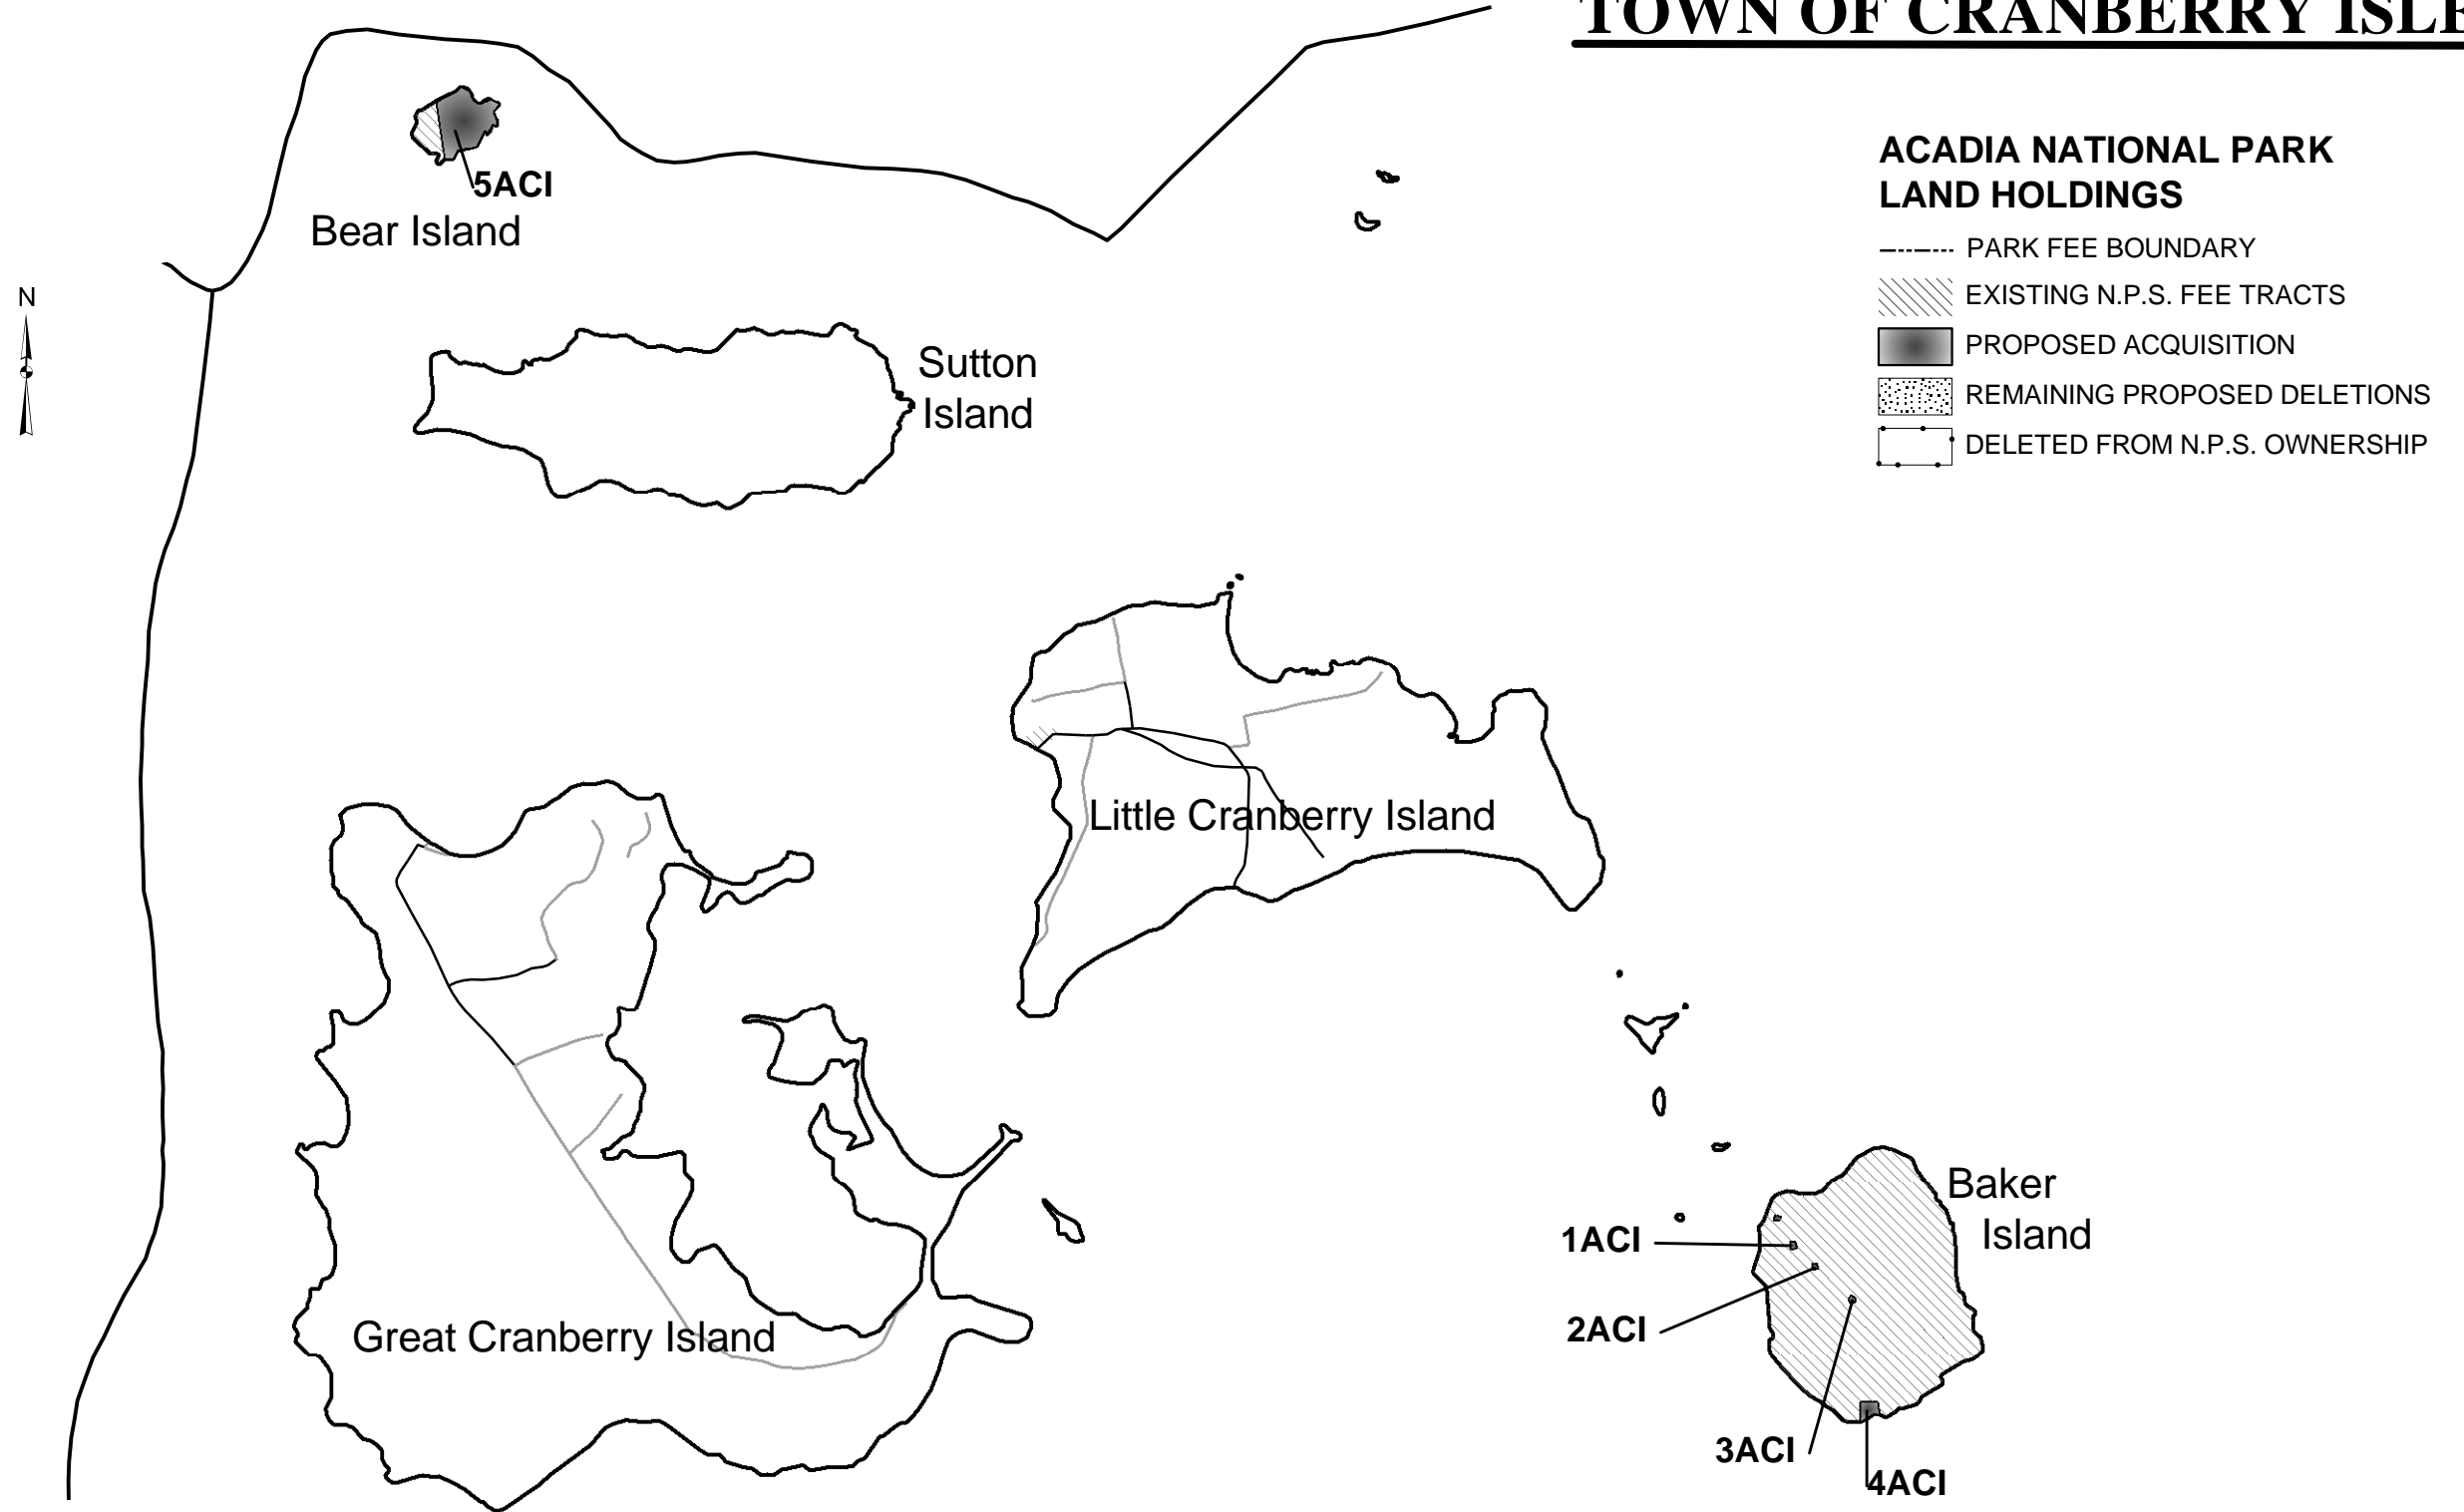 TOWN OF CRANBERRY ISLE
ACADIA NATIONAL PARK
LAND HOLDINGS
PARK FEE BOUNDARY
EXISTING N.P.S. FEE TRACTS
PROPOSED ACQUISITION
REMAINING PROPOSED DELETIONS
DELETED FROM N.P.S. OWNERSHIP
5ACI
Bear Island
N
Sutton
Island
Little Cranberry Island
Baker
Island
1ACI
2ACI
Great Cranberry Island
3ACI
4ACI